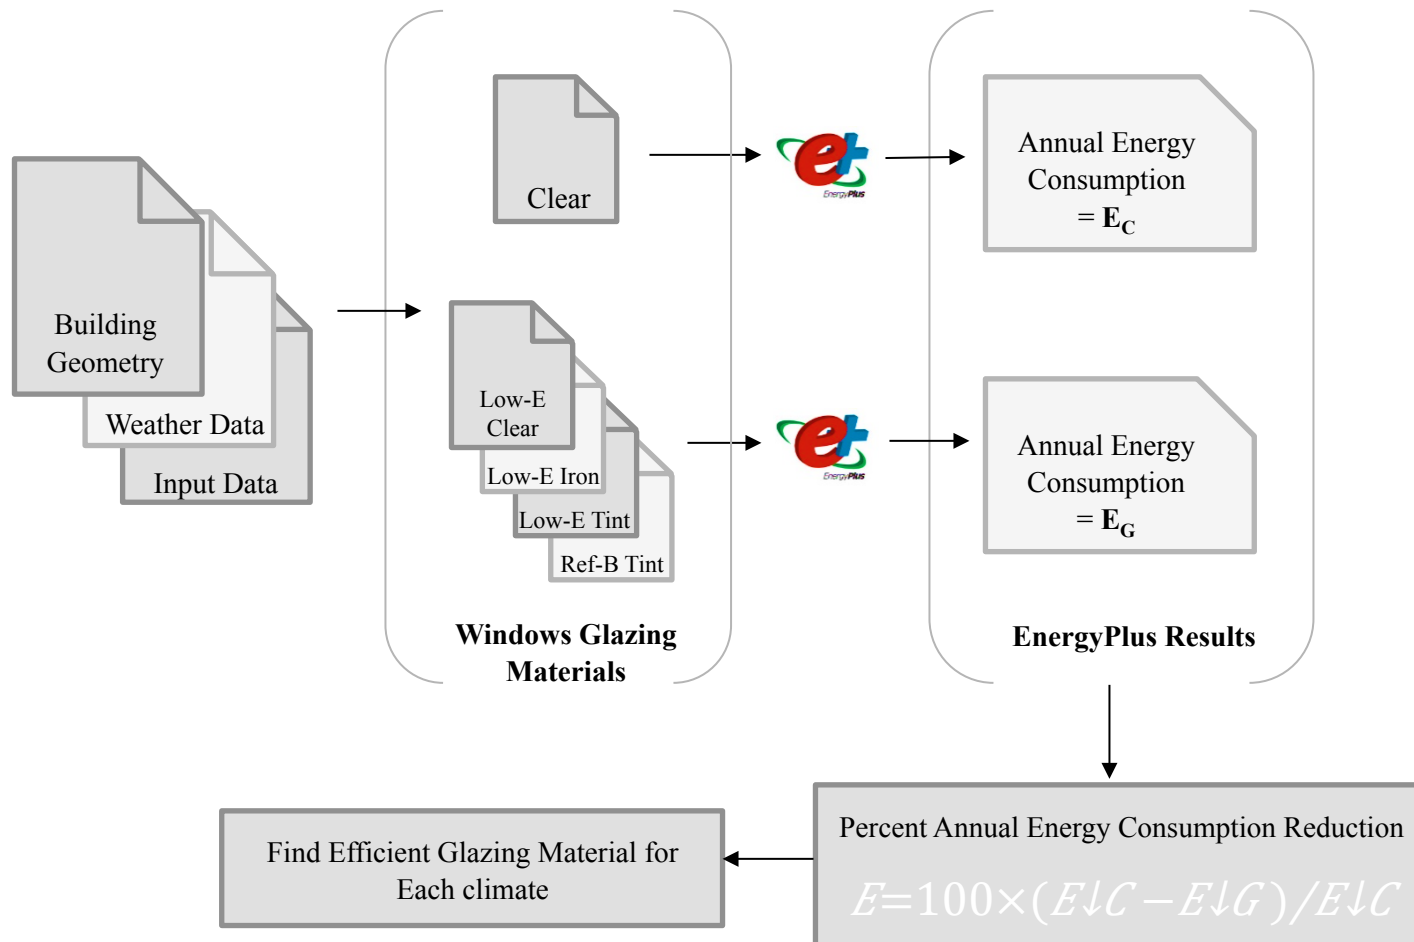 Building
Geometry
Weather Data
Input Data
Clear
Low-E
Clear
Low-E Iron
Low-E Tint
Ref-B Tint
Windows Glazing
Materials
e+
EnergyPlus
e+
EnergyPlus
Annual Energy
Consumption
= E_C
Annual Energy
Consumption
= E_G
EnergyPlus Results
Percent Annual Energy Consumption Reduction
E=100×(E↓C −E↓G )/E↓C
Find Efficient Glazing Material for
Each climate